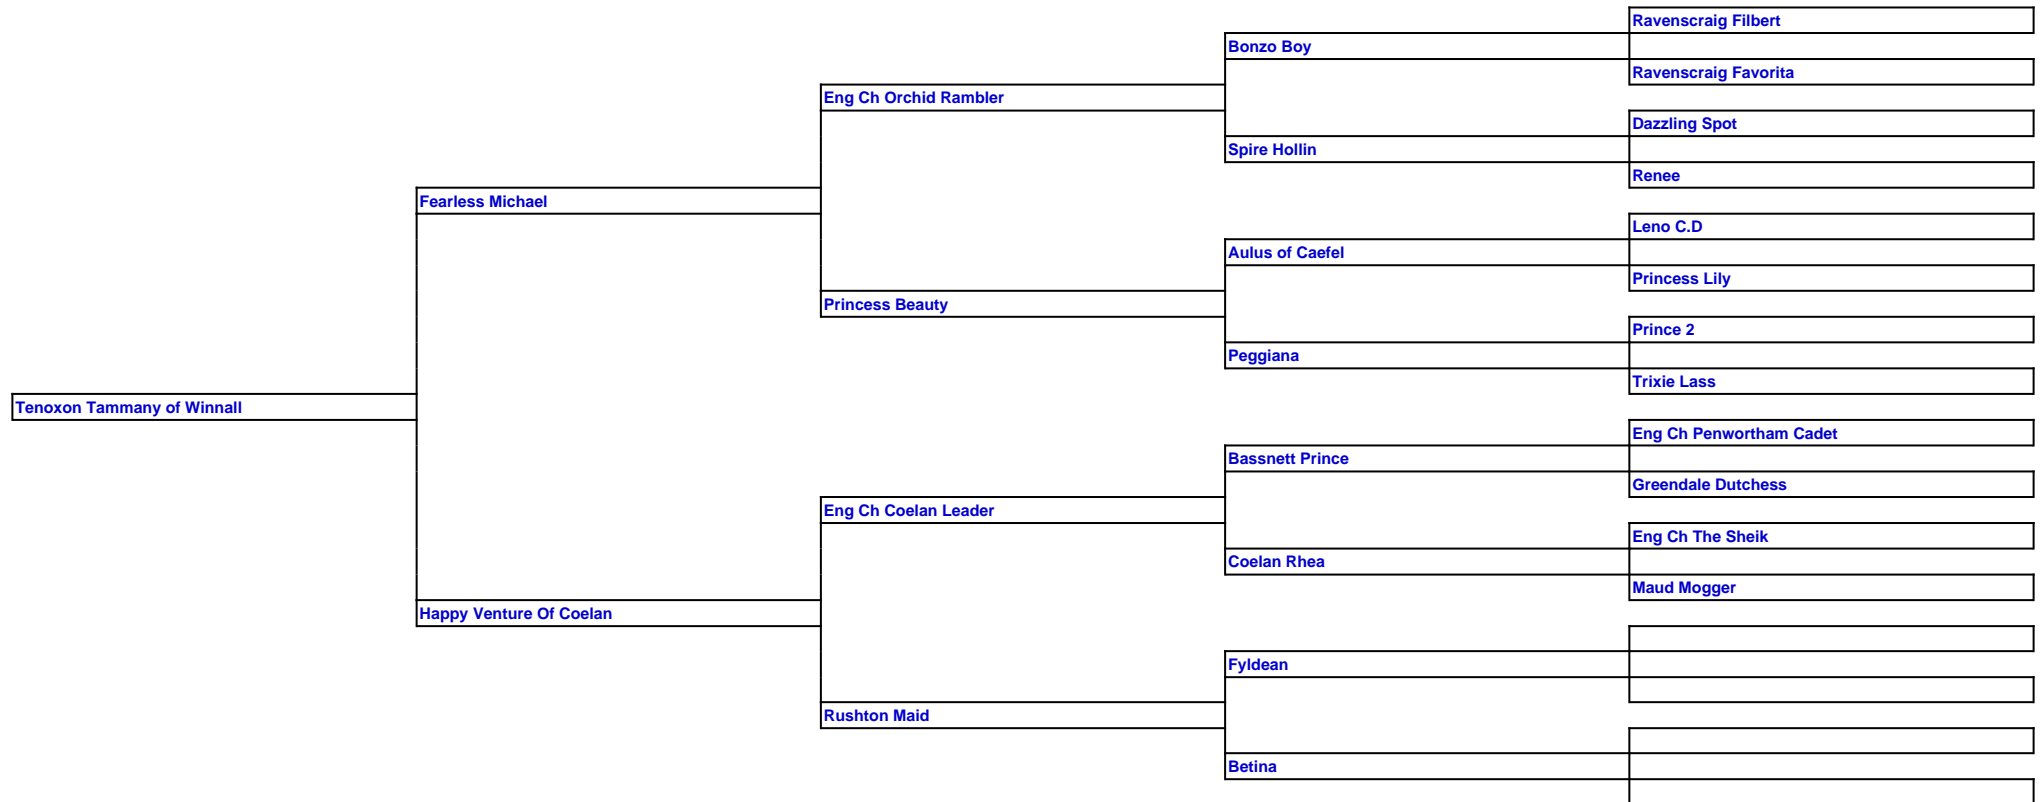 Ravenscraig Filbert
Bonzo Boy
Ravenscraig Favorita
Eng Ch Orchid Rambler
Dazzling Spot
Spire Hollin
Renee
Fearless Michael
Leno C.D
Aulus of Caefel
Princess Lily
Princess Beauty
Prince 2
Peggiana
Trixie Lass
Tenoxon Tammany of Winnall
Eng Ch Penwortham Cadet
Bassnett Prince
Greendale Dutchess
Eng Ch Coelan Leader
Eng Ch The Sheik
Coelan Rhea
Maud Mogger
Happy Venture Of Coelan
Fyldean
Rushton Maid
Betina